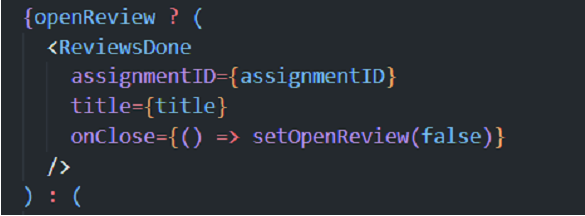 {openReview ? (
<ReviewsDone
assignmentID={assignmentID}
title={title}
onClose={() => setOpenReview(false)}
/>
) : (